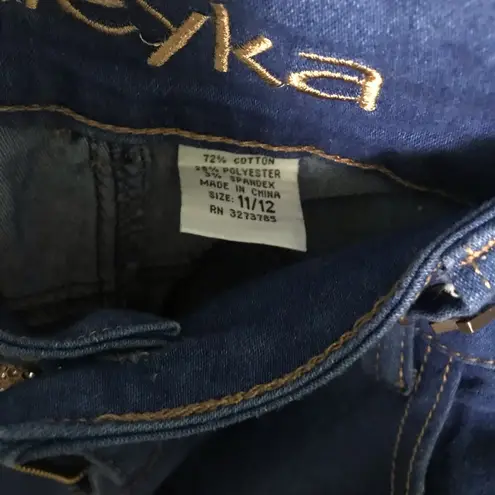 eyka
72% COTTON
25% POLYESTER
3% SPANDEX
MADE IN CHINA
SIZE: 11/12
RN 3273785